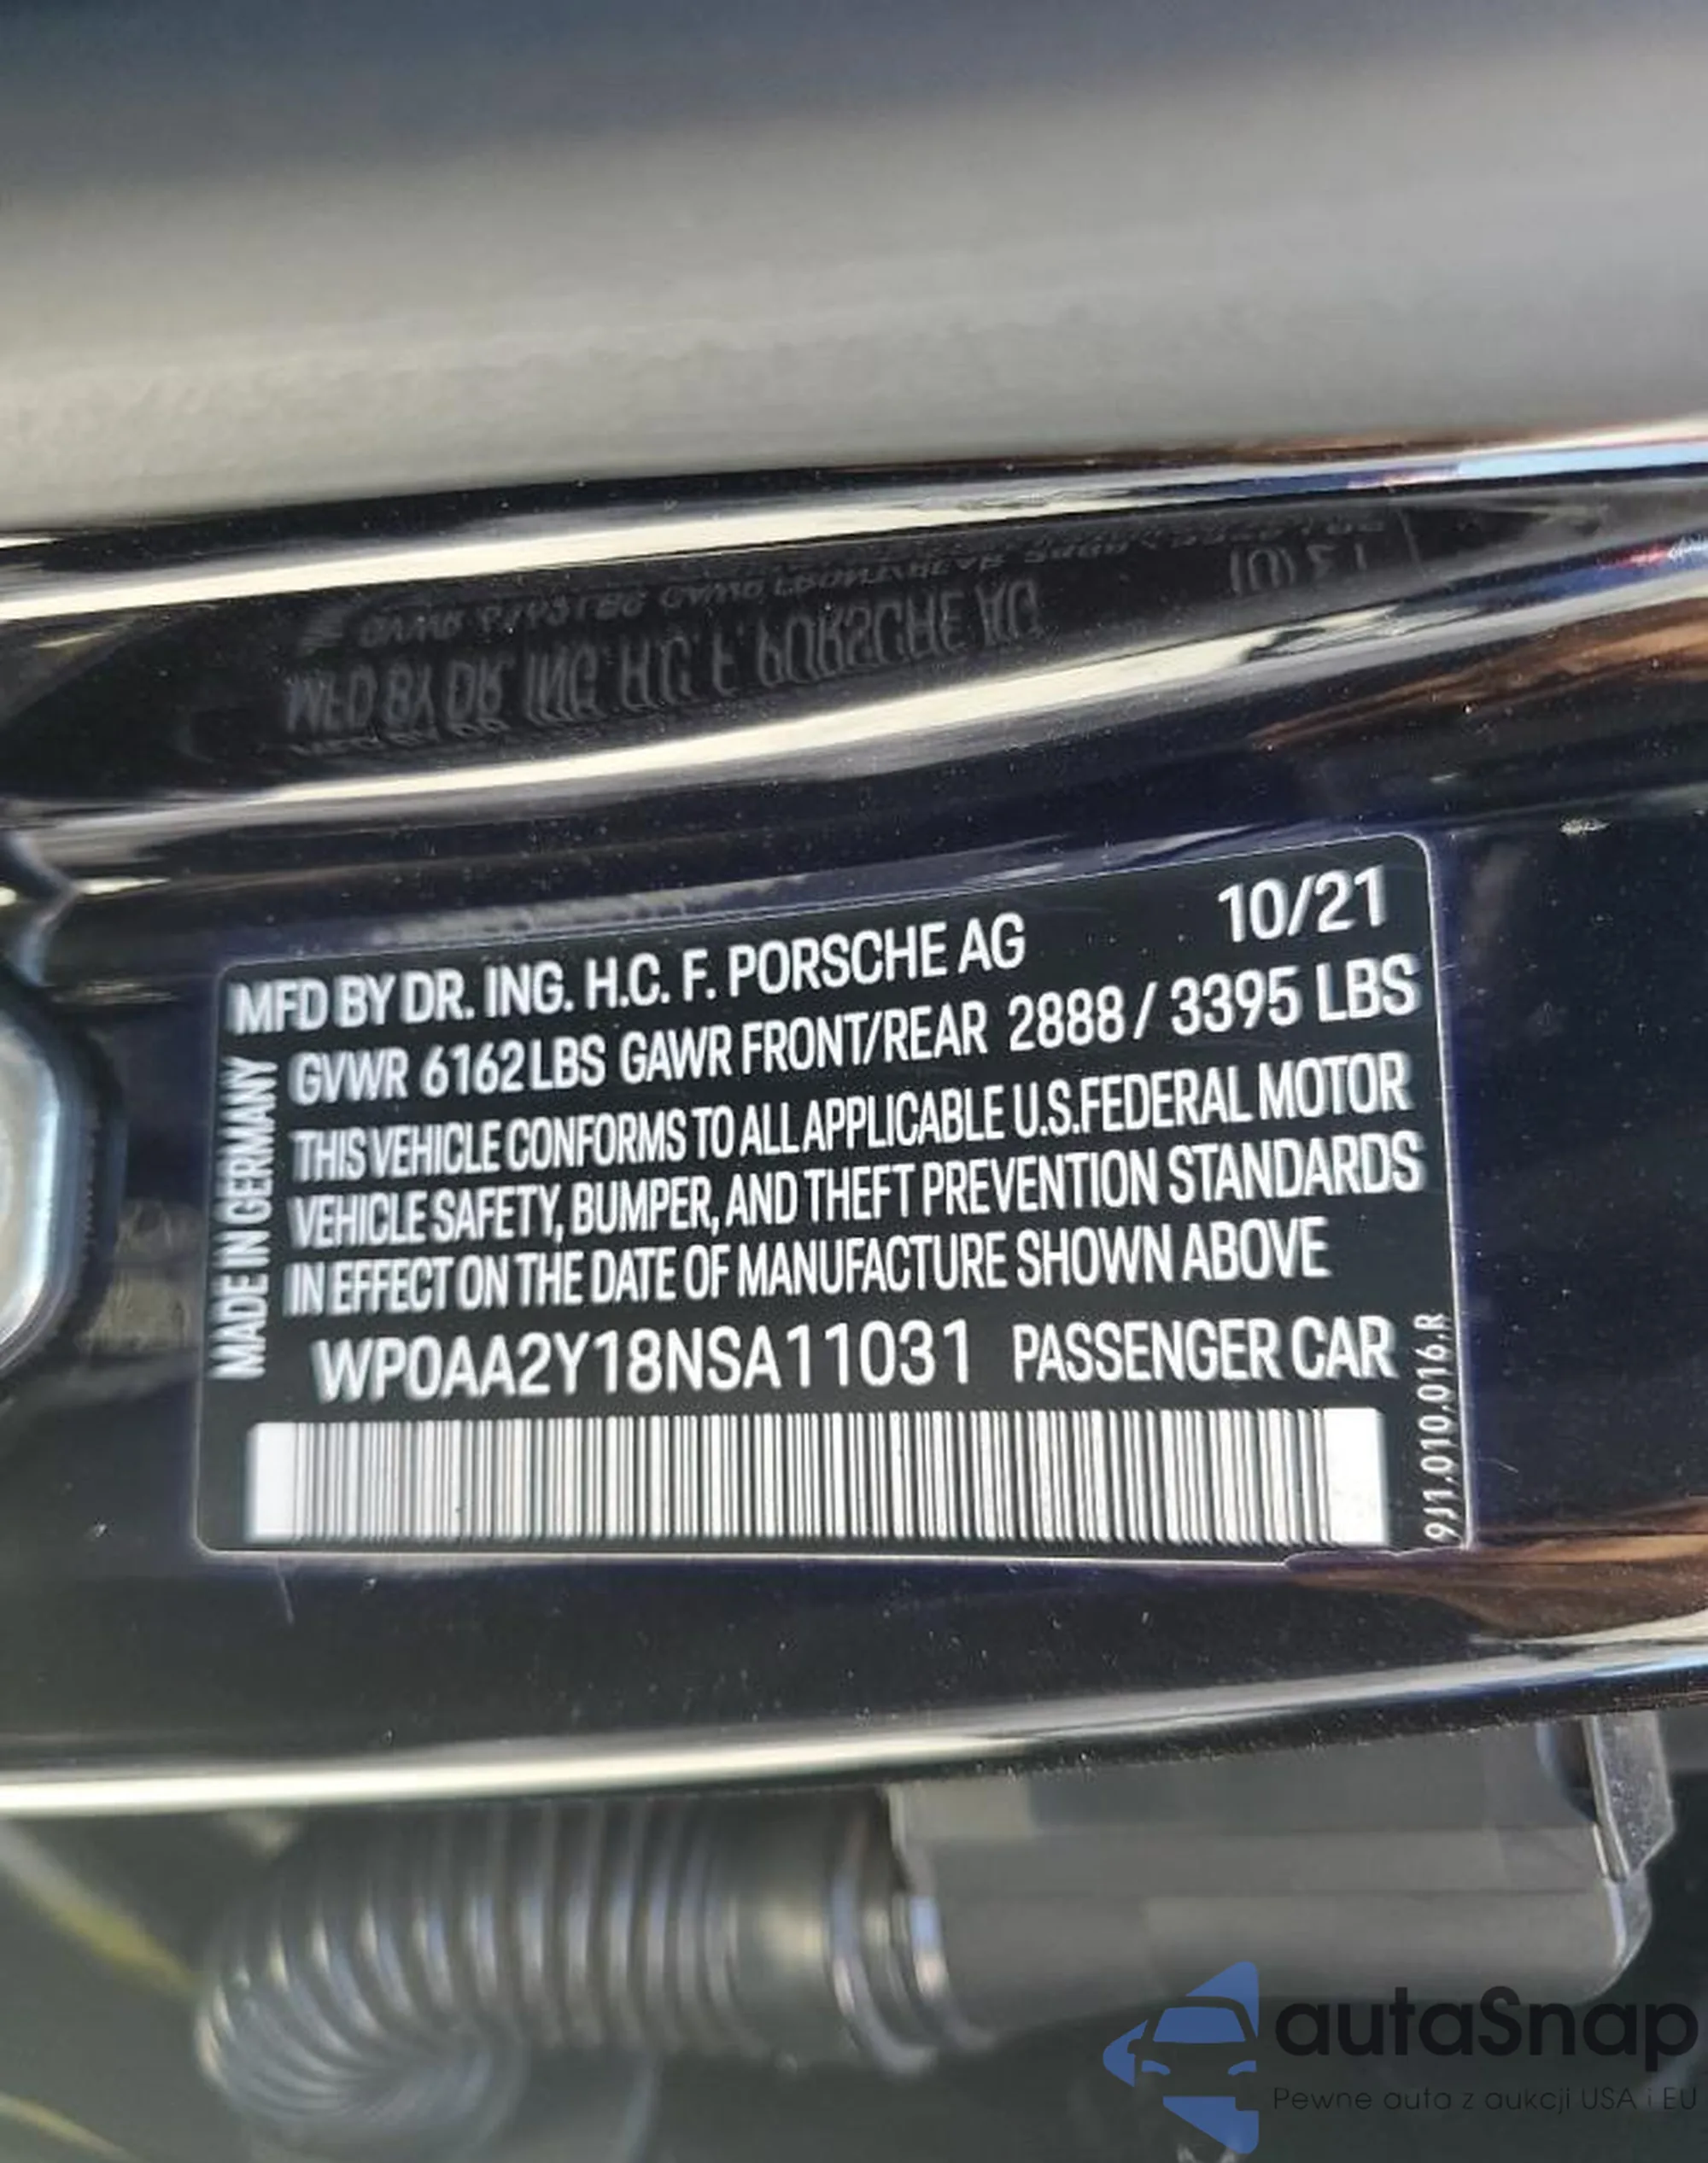 MFD BY DR. ING. H.C. F. PORSCHE AG 10/21
GVWR 6162LBS GAWR FRONT/REAR 2888 / 3395 LBS
THIS VEHICLE CONFORMS TO ALL APPLICABLE U.S.FEDERAL MOTOR
VEHICLE SAFETY, BUMPER, AND THEFT PREVENTION STANDARDS
IN EFFECT ON THE DATE OF MANUFACTURE SHOWN ABOVE
WP0AA2Y18NSA11031 PASSENGER CAR
MADE IN GERMANY
9J1.010.016.R
autaSnap
Pewne auta z aukcji USA i EU